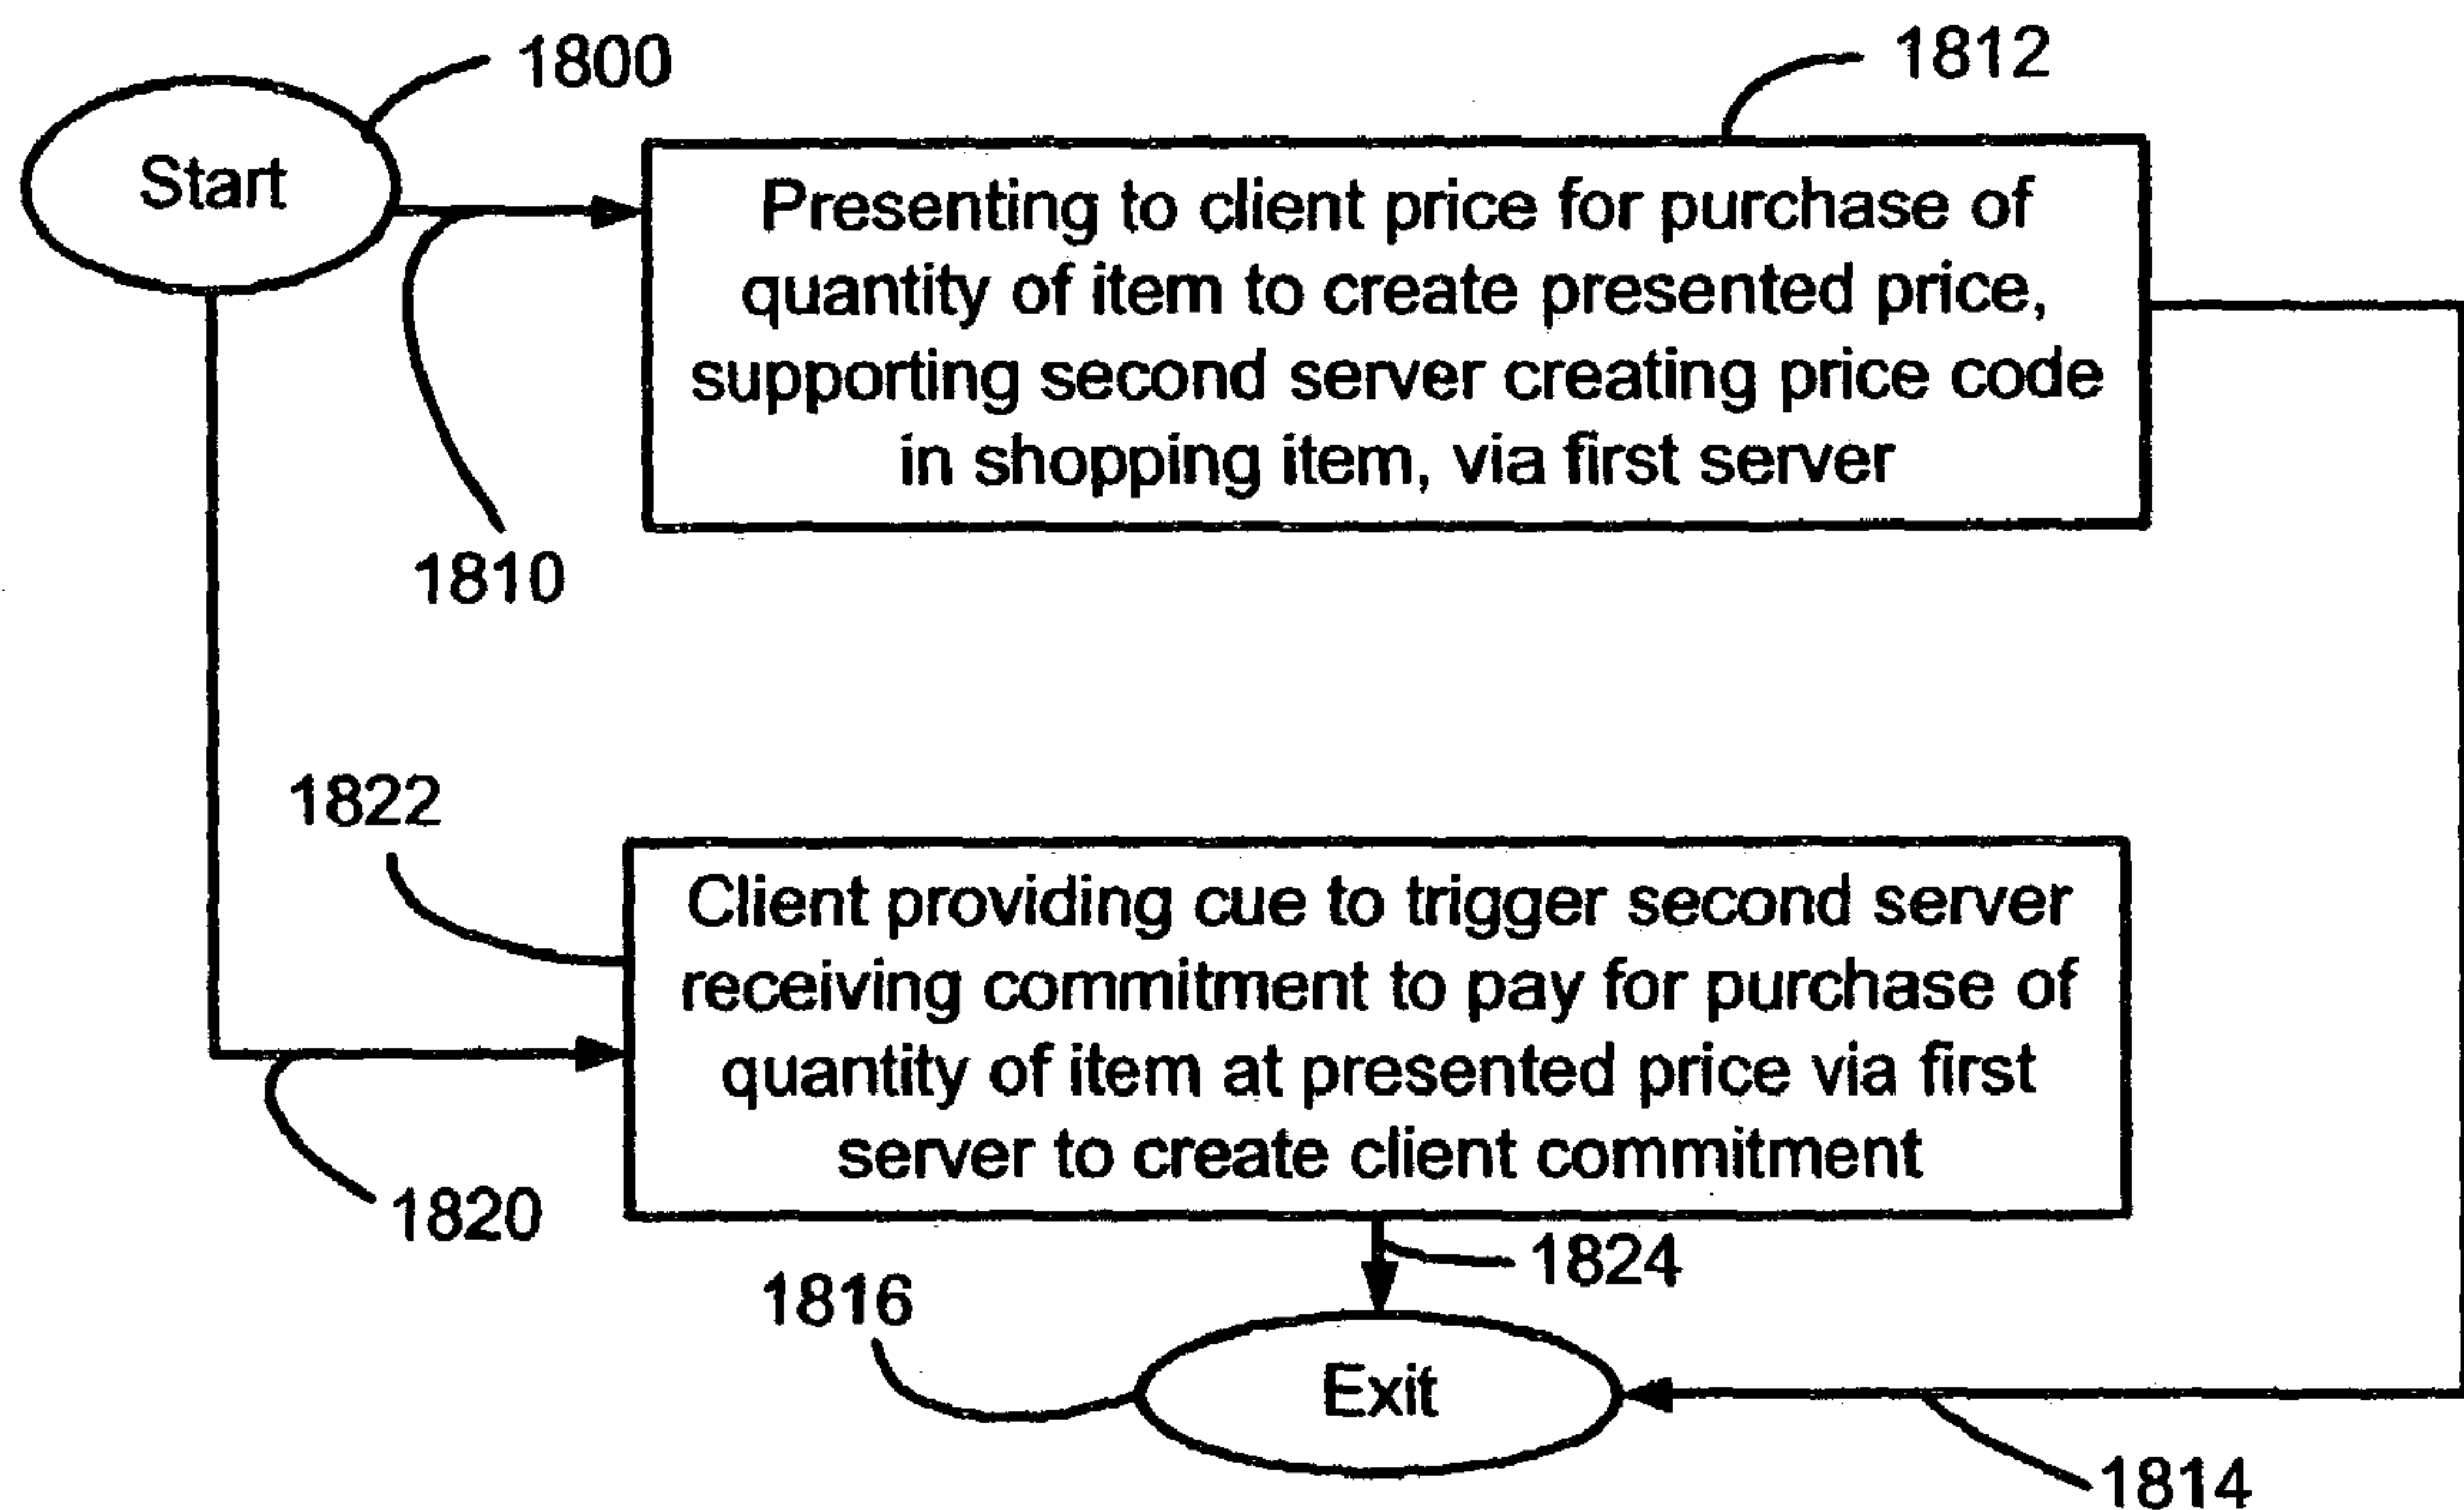 1800
1812
Start
Presenting to client price for purchase of
quantity of item to create presented price,
supporting second server creating price code
in shopping item, via first server
1810
1822
Client providing cue to trigger second server
receiving commitment to pay for purchase of
quantity of item at presented price via first
server to create client commitment
1820
1824
1816
Exit
1814